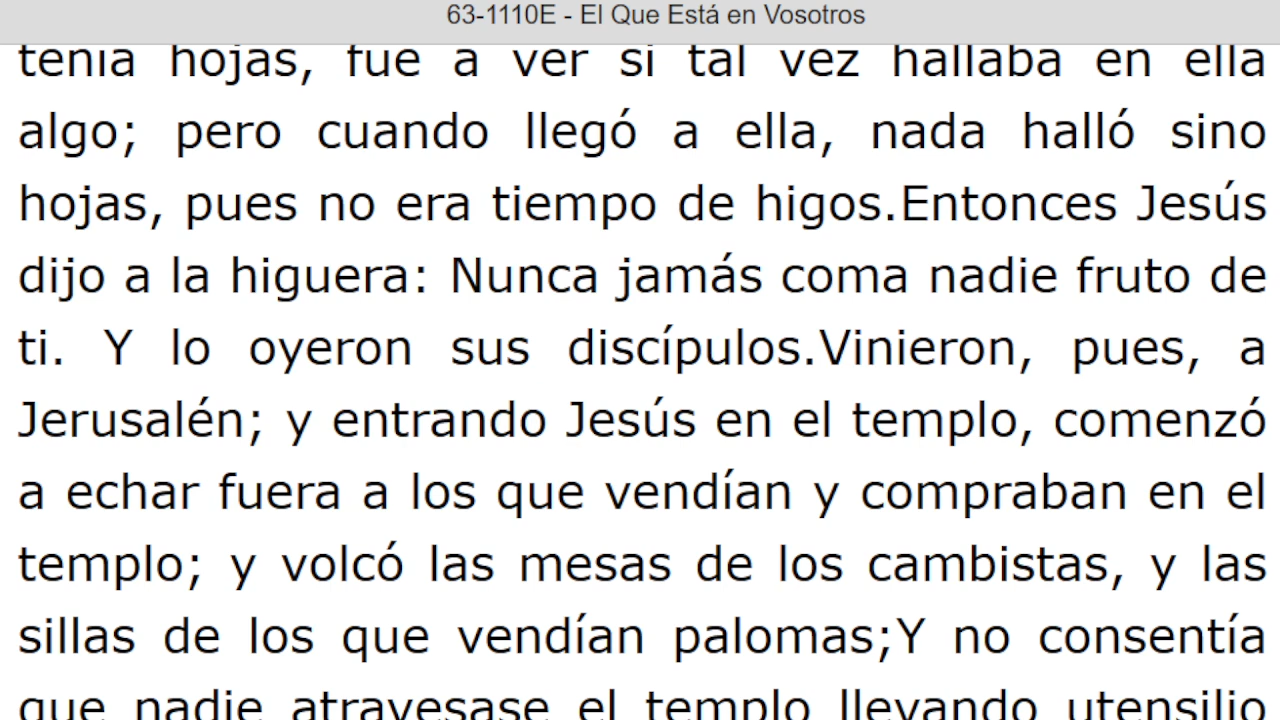 63-1110E - El Que Está en Vosotros
tenía hojas, fue a ver si tal vez hallaba en ella
algo; pero cuando llegó a ella, nada halló sino
hojas, pues no era tiempo de higos.Entonces Jesús
dijo a la higuera: Nunca jamás coma nadie fruto de
ti. Y lo oyeron sus discípulos.Vinieron, pues, a
Jerusalén; y entrando Jesús en el templo, comenzó
a echar fuera a los que vendían y compraban en el
templo; y volcó las mesas de los cambistas, y las
sillas de los que vendían palomas;Y no consentía
que nadie atravesase el templo llevando utensilio